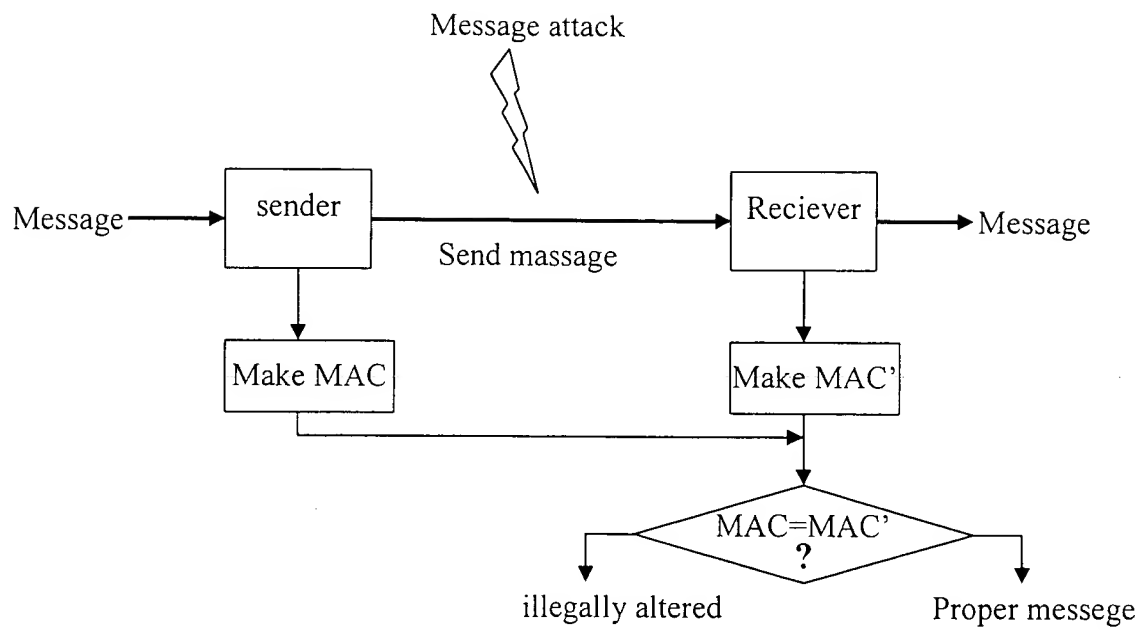 Message attack
sender
Reciever
Message
Message
Send massage
Make MAC
Make MAC’
MAC=MAC’
?
illegally altered
Proper messege